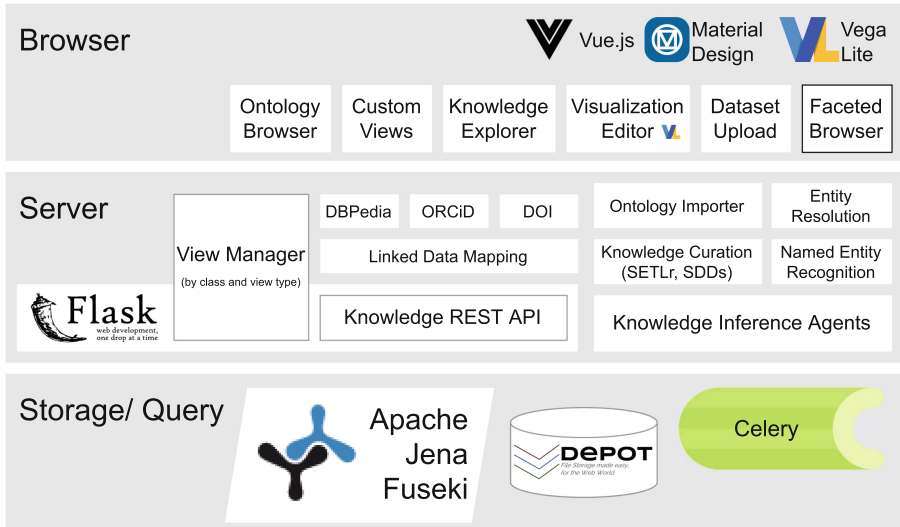 Browser
Vue.js
Material
Design
Vega
Lite
Ontology
Browser
Custom
Views
Knowledge
Explorer
Visualization
Editor
Dataset
Upload
Faceted
Browser
Server
View Manager
(by class and view type)
DBPedia
ORCiD
DOI
Linked Data Mapping
Knowledge REST API
Ontology Importer
Entity
Resolution
Knowledge Curation
(SETLr, SDDs)
Named Entity
Recognition
Knowledge Inference Agents
Flask
web development,
one drop at a time
Storage/ Query
Apache
Jena
Fuseki
DEPOT
File Storage made easy,
for the Web World
Celery